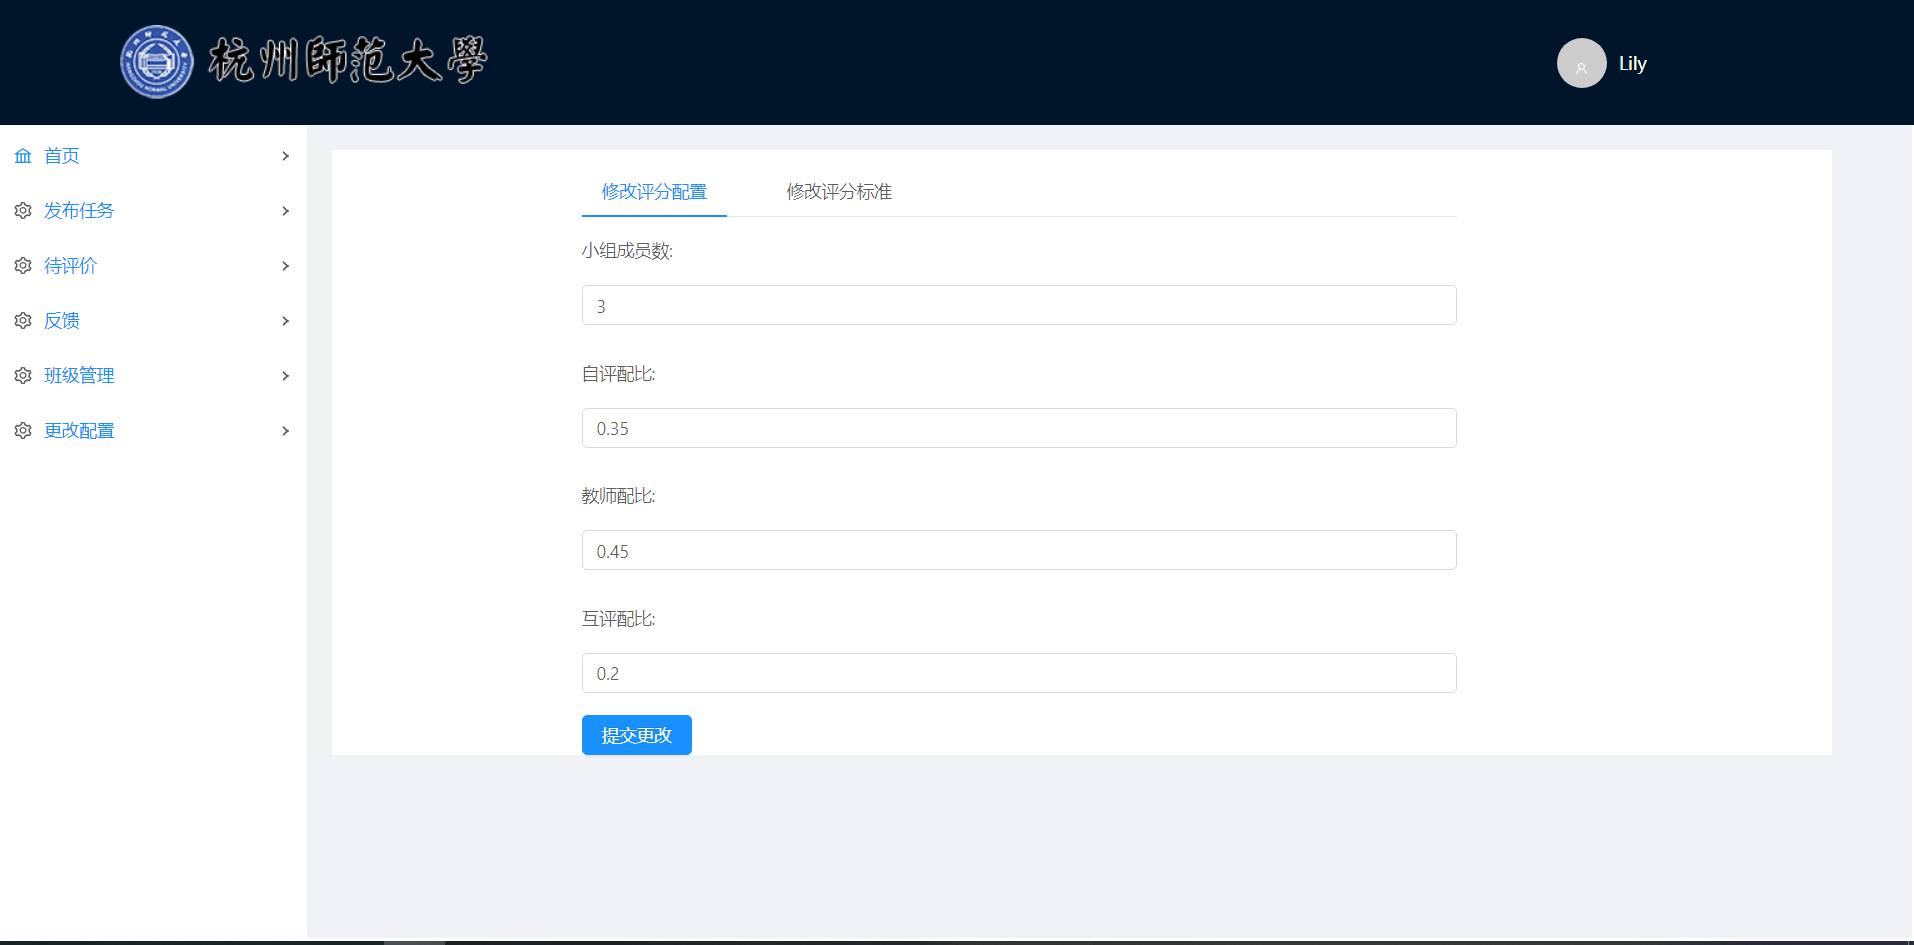 杭州師范大學
Lily
首页
发布任务
待评价
反馈
班级管理
更改配置
修改评分配置 修改评分标准
小组成员数:
3
自评配比:
0.35
教师配比:
0.45
互评配比:
0.2
提交更改